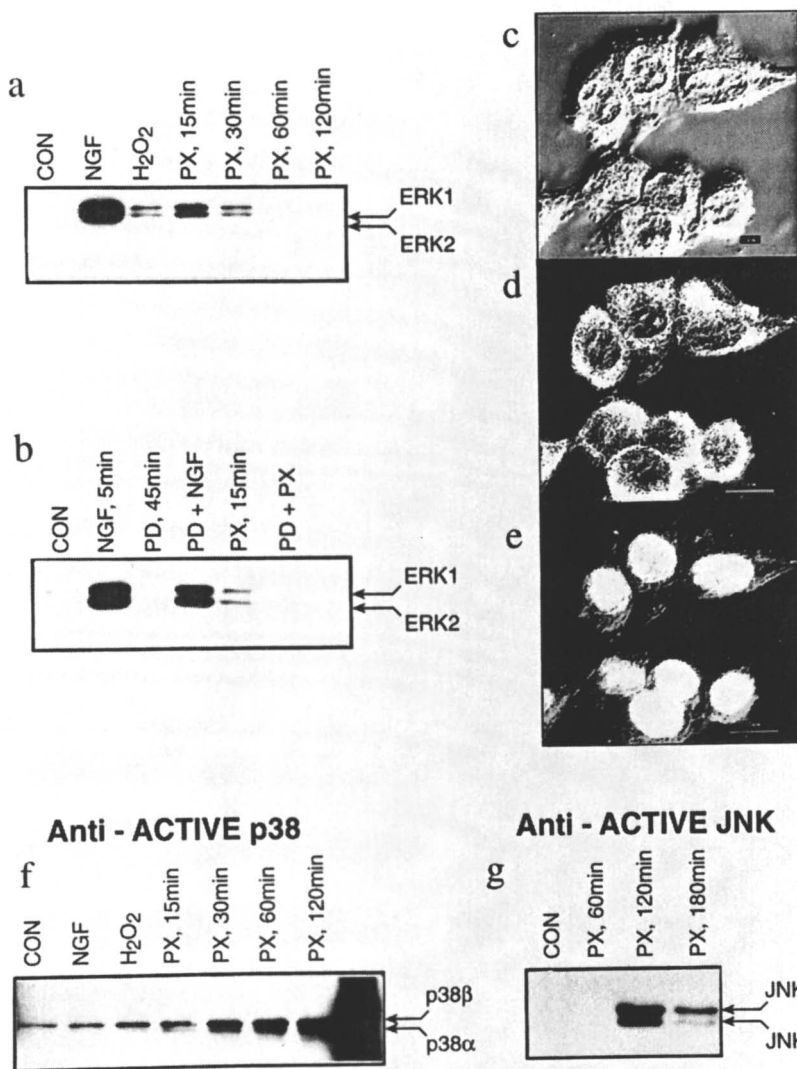 a
CON
NGF
H₂O₂
PX, 15min
PX, 30min
PX, 60min
PX, 120min
ERK1
ERK2
b
CON
NGF, 5min
PD, 45min
PD + NGF
PX, 15min
PD + PX
ERK1
ERK2
c
d
e
Anti - ACTIVE p38
f
CON
NGF
H₂O₂
PX, 15min
PX, 30min
PX, 60min
PX, 120min
p38β
p38α
Anti - ACTIVE JNK
g
CON
PX, 60min
PX, 120min
PX, 180min
JNK
JNK